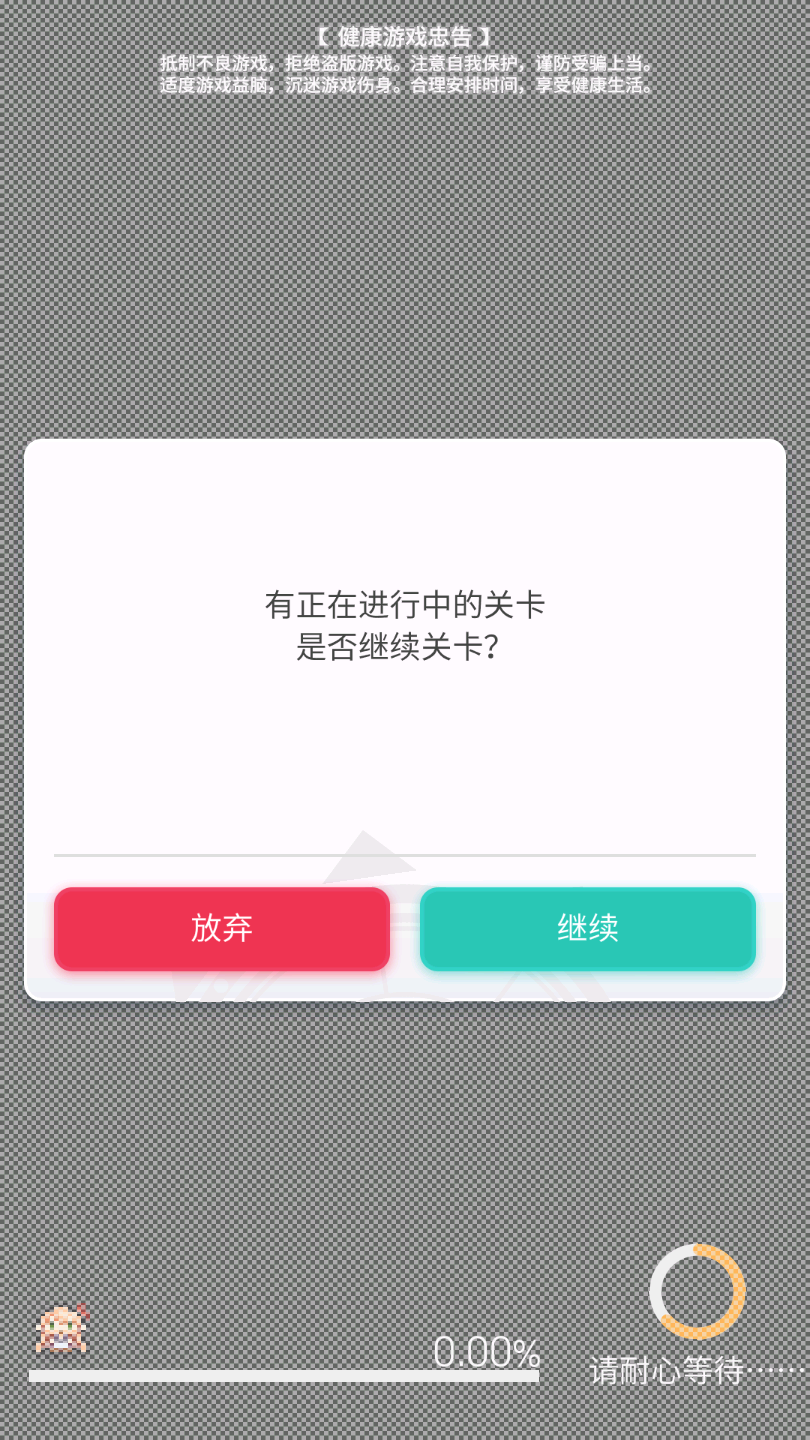 【 健康游戏忠告 】
抵制不良游戏，拒绝盗版游戏。注意自我保护，谨防受骗上当。
适度游戏益脑，沉迷游戏伤身。合理安排时间，享受健康生活。
有正在进行中的关卡
是否继续关卡？
放弃
继续
0.00%
请耐心等待……